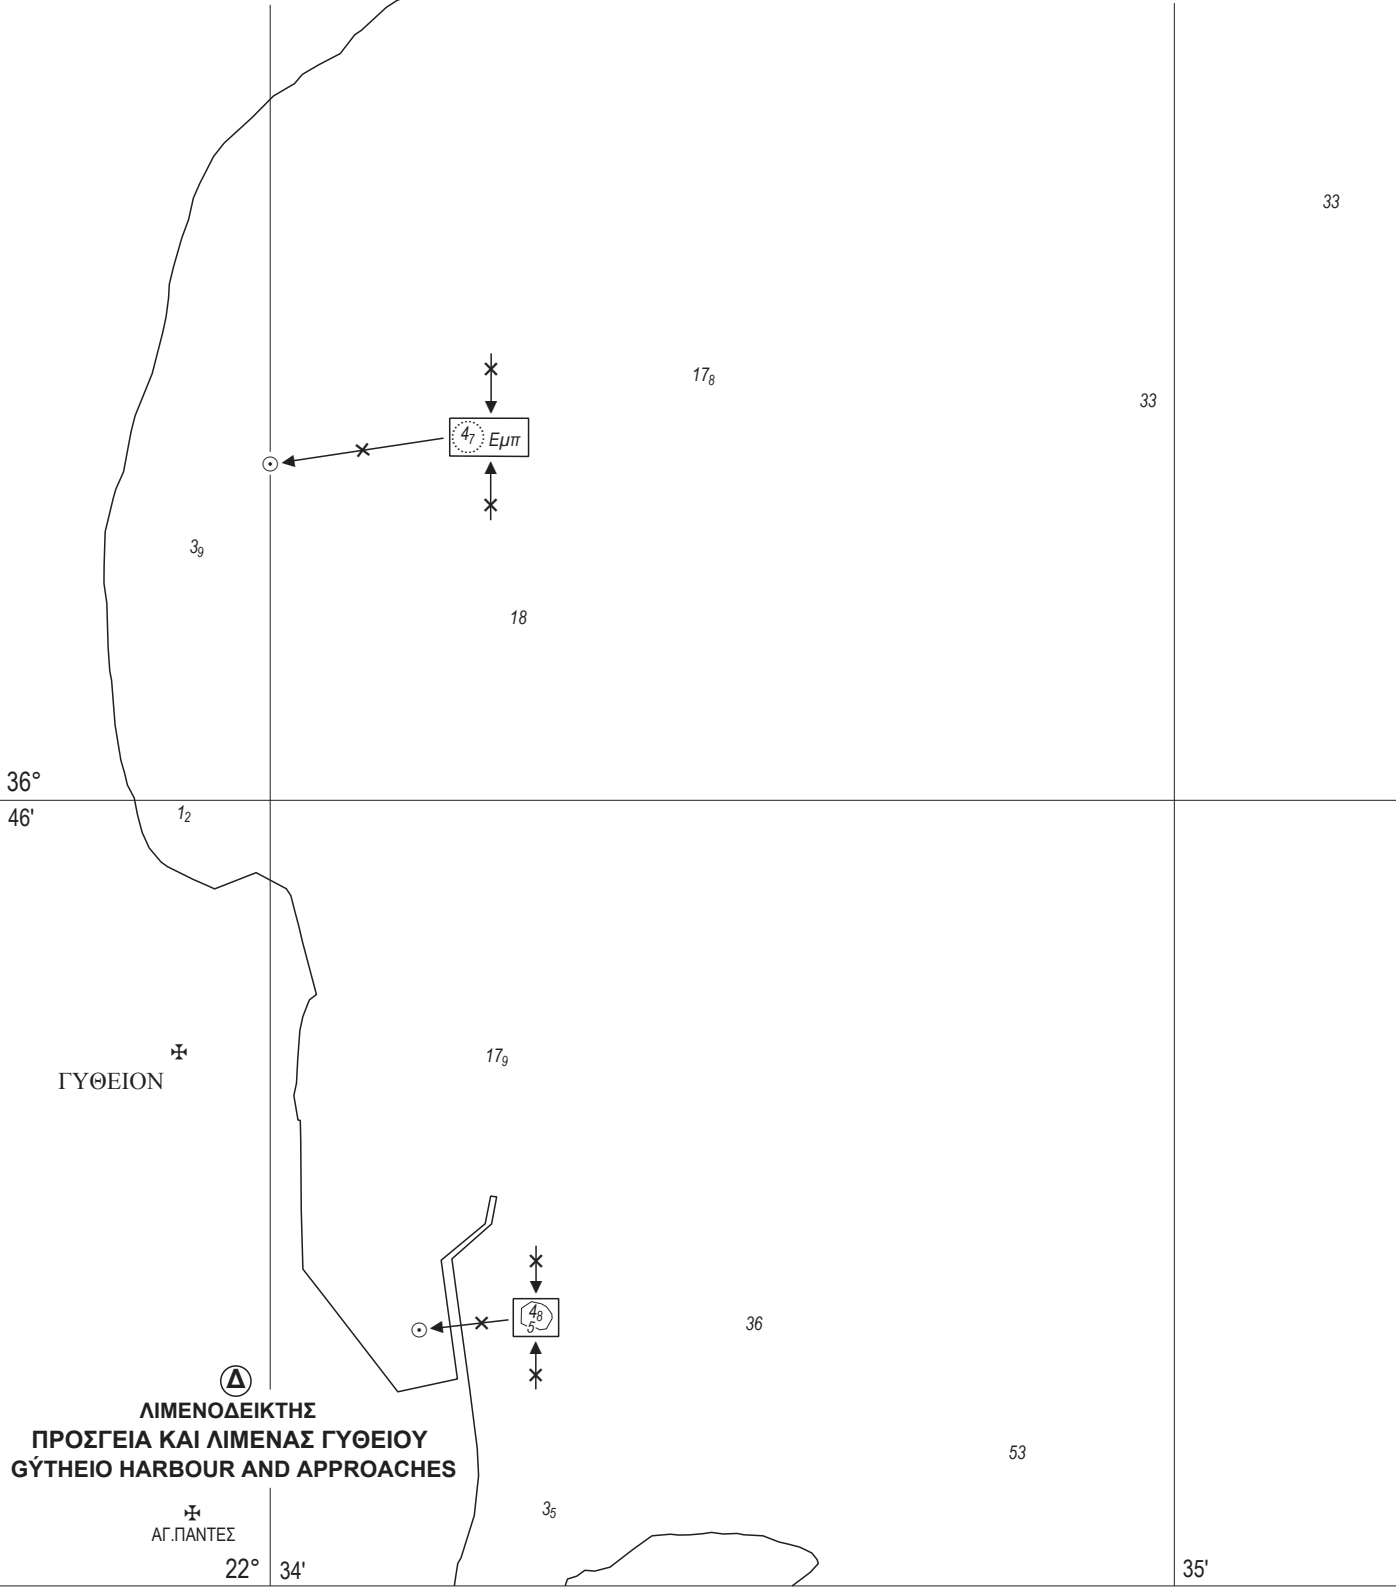 33
17₈
33
4₇ Εμπ
3₉
18
36°
46'
1₂
17₉
ΓΥΘΕΙΟΝ
4₈
5
36
Δ
ΛΙΜΕΝΟΔΕΙΚΤΗΣ
ΠΡΟΣΓΕΙΑ ΚΑΙ ΛΙΜΕΝΑΣ ΓΥΘΕΙΟΥ
GÝTHEIO HARBOUR AND APPROACHES
53
3₅
ΑΓ.ΠΑΝΤΕΣ
22° 34'
35'